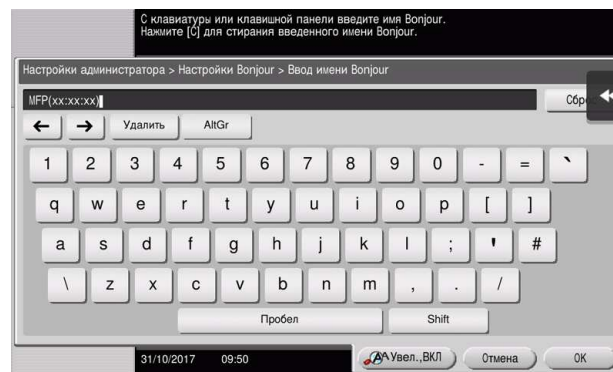 С клавиатуры или клавишной панели введите имя Bonjour.
Нажмите [C] для стирания введенного имени Bonjour.
Настройки администратора > Настройки Bonjour > Ввод имени Bonjour
MFP(xx:xx:xx)
← → Удалить AltGr
1 2 3 4 5 6 7 8 9 0 - = `
q w e r t y u i o p [ ]
a s d f g h j k l ; ' #
\ z x c v b n m , . /
Пробел Shift
31/10/2017 09:50 AA Увел.,ВКЛ Отмена OK